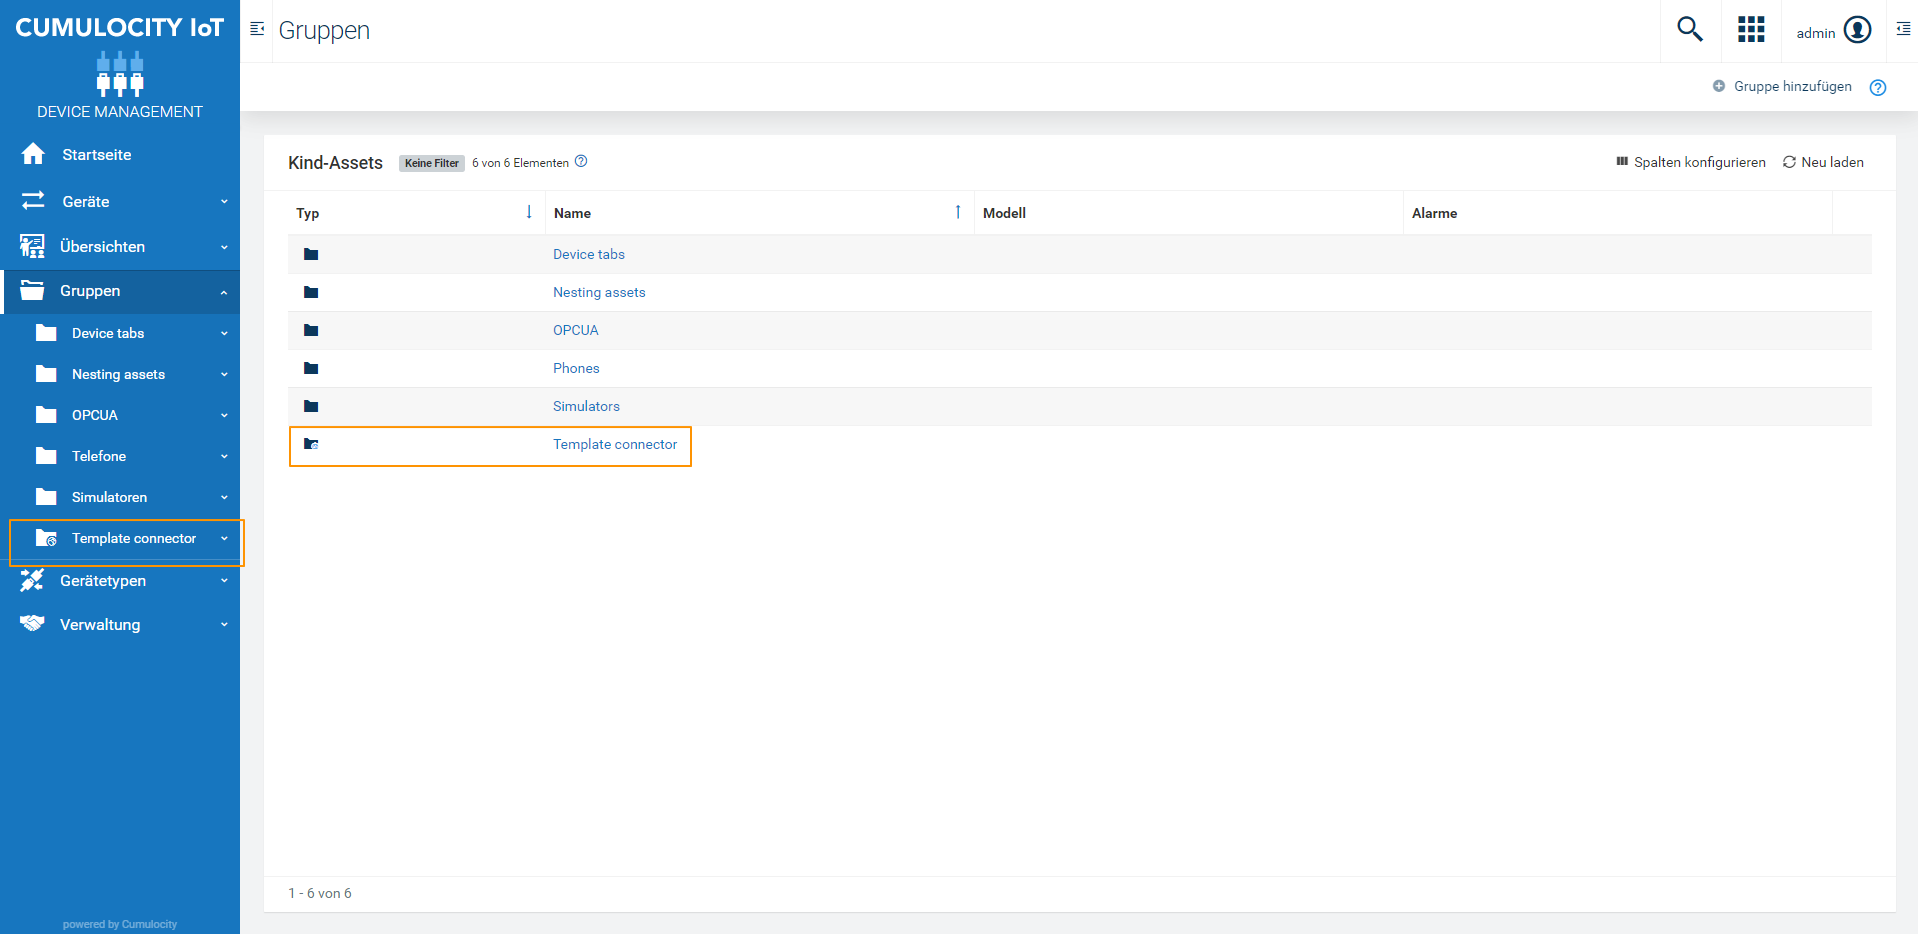 CUMULOCITY IoT
DEVICE MANAGEMENT
Startseite
Geräte
Übersichten
Gruppen
Device tabs
Nesting assets
OPCUA
Telefone
Simulatoren
Template connector
Gerätetypen
Verwaltung
powered by Cumulocity
Gruppen
admin
Gruppe hinzufügen
Kind-Assets Keine Filter 6 von 6 Elementen
Spalten konfigurieren Neu laden
Typ Name Modell Alarme
Device tabs
Nesting assets
OPCUA
Phones
Simulators
Template connector
1 - 6 von 6